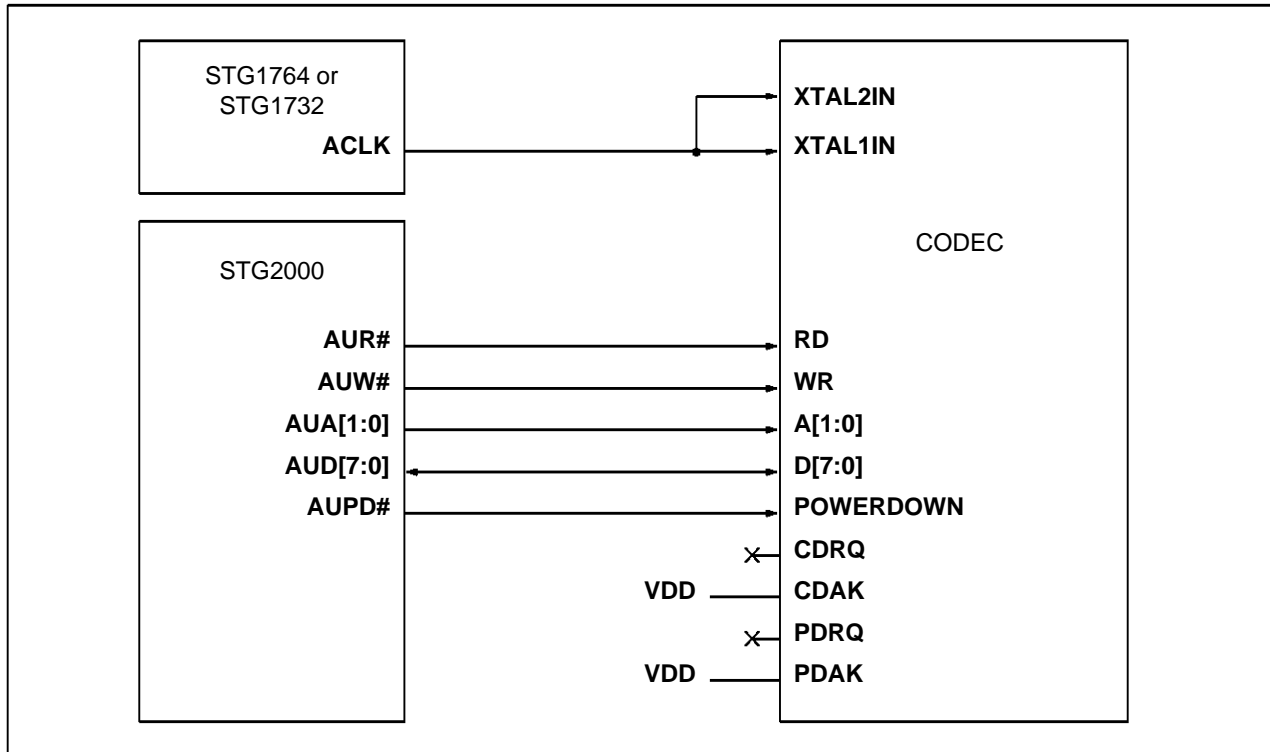 STG1764 or
STG1732
ACLK
XTAL2IN
XTAL1IN
CODEC
STG2000
AUR#
RD
AUW#
WR
AUA[1:0]
A[1:0]
AUD[7:0]
D[7:0]
AUPD#
POWERDOWN
CDRQ
VDD
CDAK
PDRQ
VDD
PDAK